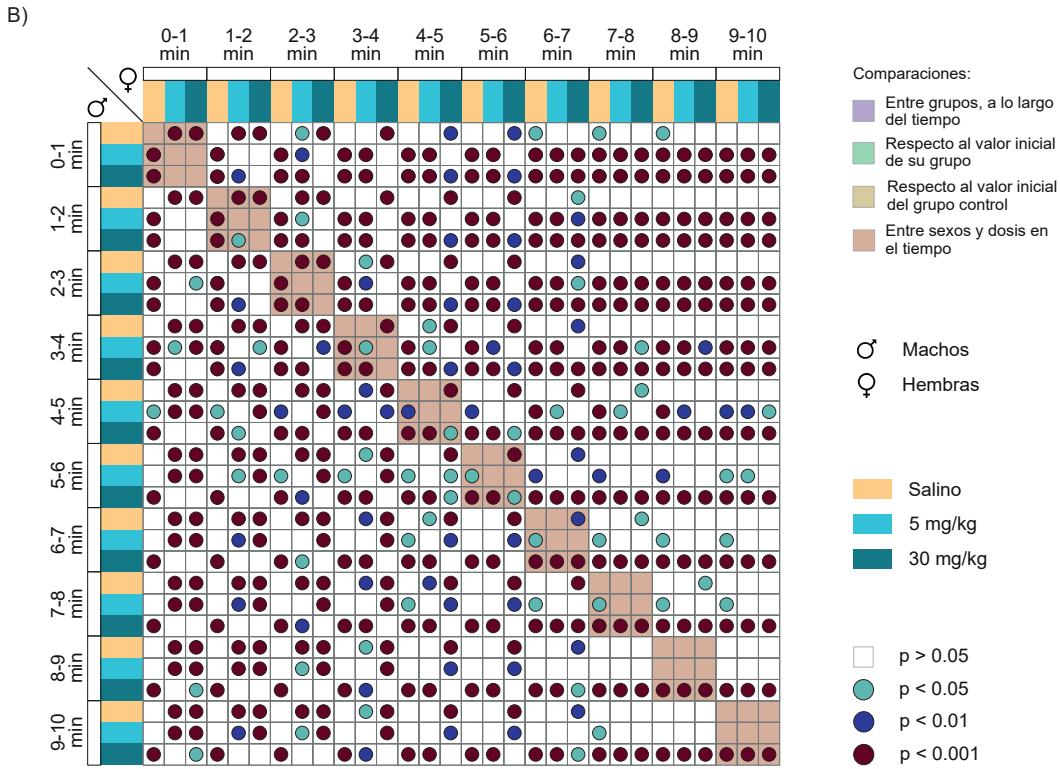 B)
0-1 1-2 2-3 3-4 4-5 5-6 6-7 7-8 8-9 9-10
min min min min min min min min min min
♀
♂
0-1
min
1-2
min
2-3
min
3-4
min
4-5
min
5-6
min
6-7
min
7-8
min
8-9
min
9-10
min
Comparaciones:
Entre grupos, a lo largo
del tiempo
Respecto al valor inicial
de su grupo
Respecto al valor inicial
del grupo control
Entre sexos y dosis en
el tiempo
♂ Machos
♀ Hembras
Salino
5 mg/kg
30 mg/kg
p > 0.05
p < 0.05
p < 0.01
p < 0.001